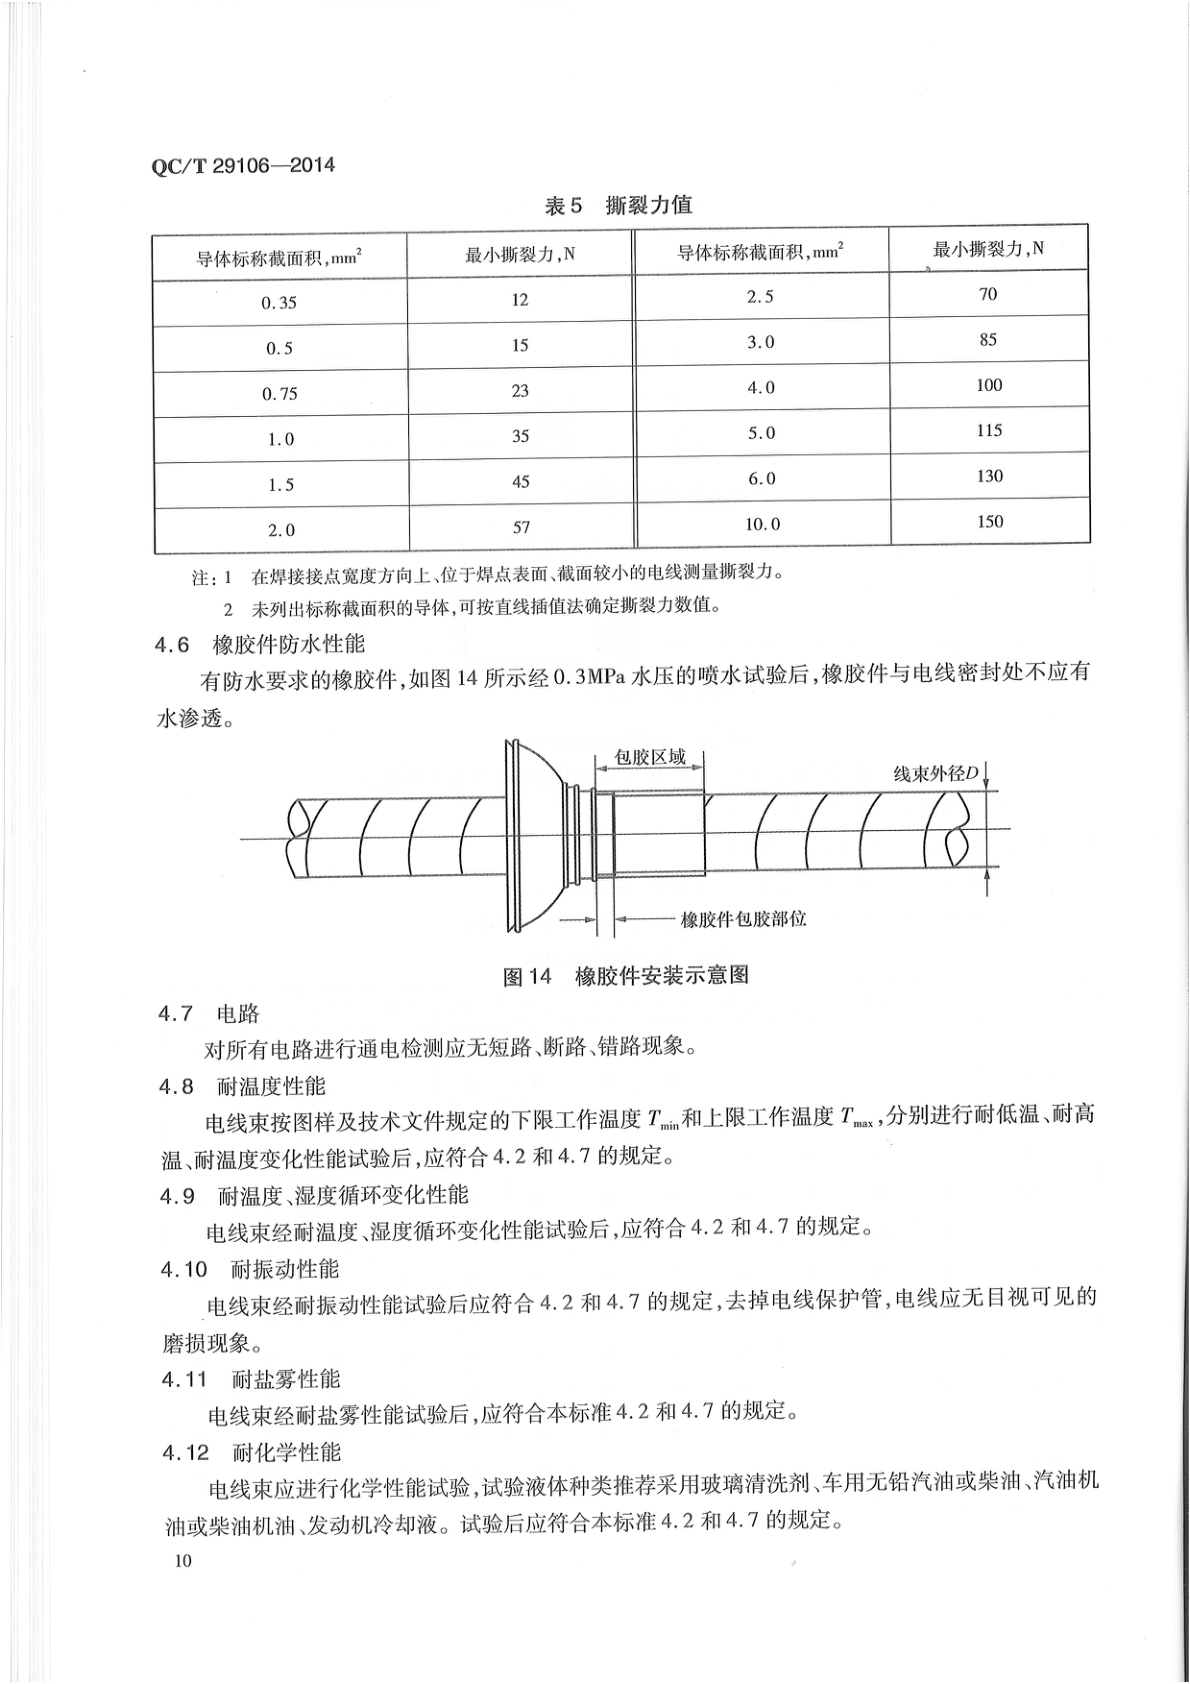 QC/T 29106—2014
表 5 撕裂力值
导体标称截面积,mm² 最小撕裂力,N 导体标称截面积,mm² 最小撕裂力,N
0.35 12 2.5 70
0.5 15 3.0 85
0.75 23 4.0 100
1.0 35 5.0 115
1.5 45 6.0 130
2.0 57 10.0 150
注:1 在焊接接点宽度方向上、位于焊点表面、截面较小的电线测量撕裂力。
2 未列出标称截面积的导体,可按直线插值法确定撕裂力数值。
4.6 橡胶件防水性能
有防水要求的橡胶件,如图 14 所示经 0.3MPa 水压的喷水试验后,橡胶件与电线密封处不应有
水渗透。
包胶区域
线束外径D
橡胶件包胶部位
图 14 橡胶件安装示意图
4.7 电路
对所有电路进行通电检测应无短路、断路、错路现象。
4.8 耐温度性能
电线束按图样及技术文件规定的下限工作温度 Tmin和上限工作温度 Tmax,分别进行耐低温、耐高
温、耐温度变化性能试验后,应符合 4.2 和 4.7 的规定。
4.9 耐温度、湿度循环变化性能
电线束经耐温度、湿度循环变化性能试验后,应符合 4.2 和 4.7 的规定。
4.10 耐振动性能
电线束经耐振动性能试验后应符合 4.2 和 4.7 的规定,去掉电线保护管,电线应无目视可见的
磨损现象。
4.11 耐盐雾性能
电线束经耐盐雾性能试验后,应符合本标准 4.2 和 4.7 的规定。
4.12 耐化学性能
电线束应进行化学性能试验,试验液体种类推荐采用玻璃清洗剂、车用无铅汽油或柴油、汽油机
油或柴油机油、发动机冷却液。试验后应符合本标准 4.2 和 4.7 的规定。
10